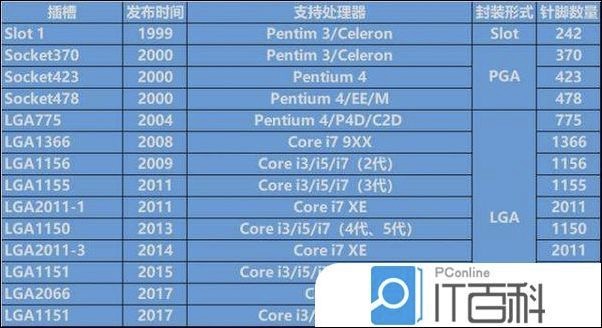 插槽 发布时间 支持处理器 封装形式 针脚数量
Slot 1 1999 Pentim 3/Celeron Slot 242
Socket370 2000 Pentim 3/Celeron 370
Socket423 2000 Pentium 4 PGA 423
Socket478 2000 Pentium 4/EE/M 478
LGA775 2004 Pentium 4/P4D/C2D 775
LGA1366 2008 Core i7 9XX 1366
LGA1156 2009 Core i3/i5/i7（2代） 1156
LGA1155 2011 Core i3/i5/i7（3代） 1155
LGA2011-1 2011 Core i7 XE LGA 2011
LGA1150 2013 Core i3/i5/i7（4代、5代） 1150
LGA2011-3 2014 Core i7 XE 2011
LGA1151 2015 Core i3/i5/i7
LGA2066 2017
LGA1151 2017 Core i3/i5
PConline
IT百科